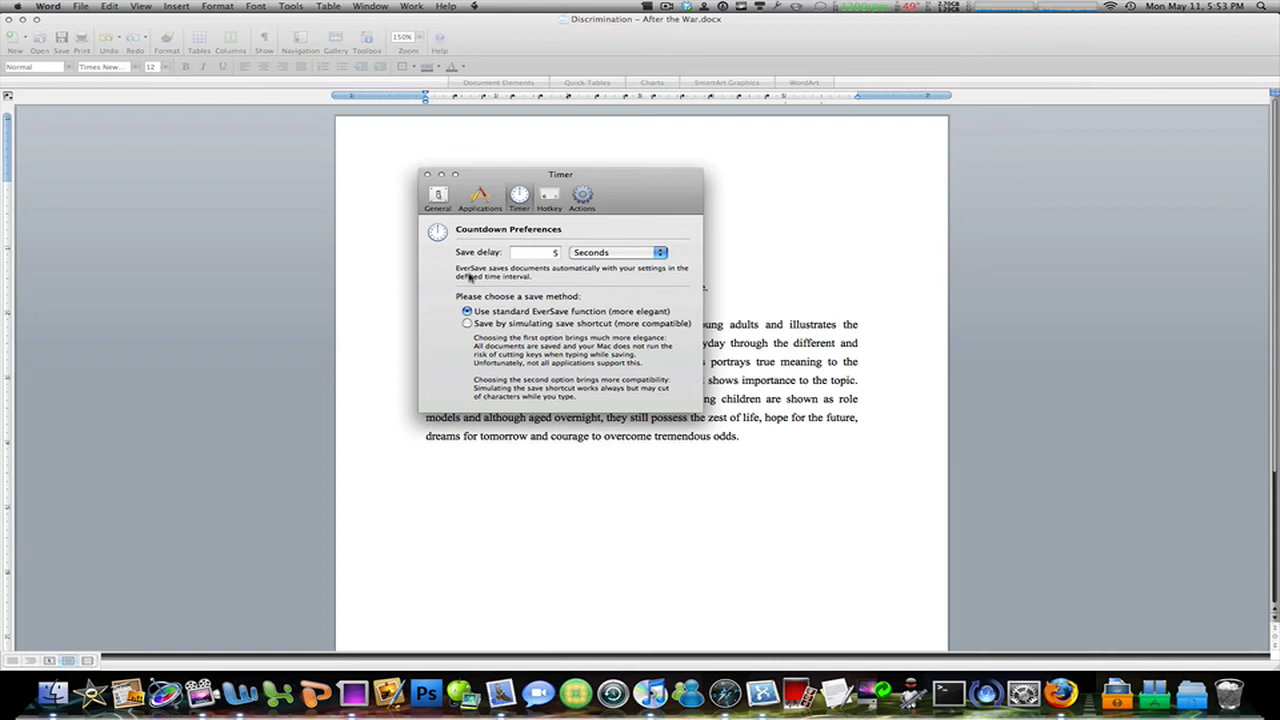 Word File Edit View Insert Format Font Tools Table Window Work Help 1200rpm 49° 2.70GB Mon May 11, 5:53 PM
Discrimination – After the War.docx
150%
New Open Save Print Undo Redo Format Tables Columns Show Navigation Gallery Toolbox Zoom Help
Normal Times New... 12 B I U A
Document Elements Quick Tables Charts SmartArt Graphics WordArt
Timer
General Applications Timer Hotkey Actions
Countdown Preferences
Save delay: 5 Seconds
EverSave saves documents automatically with your settings in the
defined time interval.
Please choose a save method:
Use standard EverSave function (more elegant)
Save by simulating save shortcut (more compatible)
Choosing the first option brings much more elegance:
All documents are saved and your Mac does not run the
risk of cutting keys when typing while saving.
Unfortunately, not all applications support this.
Choosing the second option brings more compatibility:
Simulating the save shortcut works always but may cut
of characters while you type.
adults and illustrates the
through the different and
portrays true meaning to the
shows importance to the topic.
children are shown as role
models and although aged overnight, they still possess the zest of life, hope for the future,
dreams for tomorrow and courage to overcome tremendous odds.
Ps